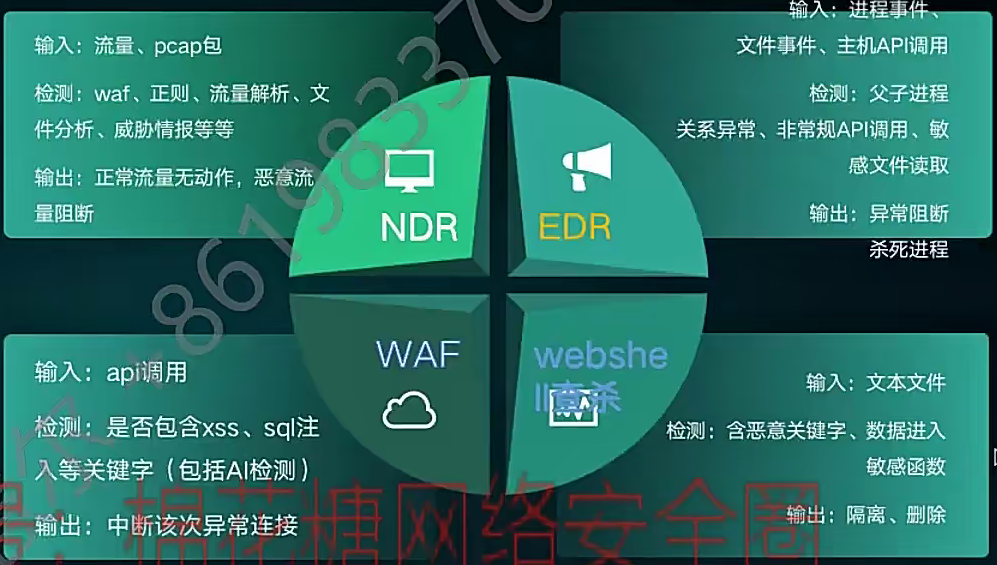 输入：流量、pcap包
检测：waf、正则、流量解析、文
件分析、威胁情报等等
输出：正常流量无动作，恶意流
量阻断
NDR
输入：进程事件、
文件事件、主机API调用
检测：父子进程
关系异常、非常规API调用、敏
感文件读取
输出：异常阻断
杀死进程
EDR
输入：api调用
检测：是否包含xss、sql注
入等关键字（包括AI检测）
输出：中断该次异常连接
WAF
webshe
ll查杀
输入：文本文件
检测：含恶意关键字、数据进入
敏感函数
输出：隔离、删除
+861983370
号：棉花糖网络安全圈